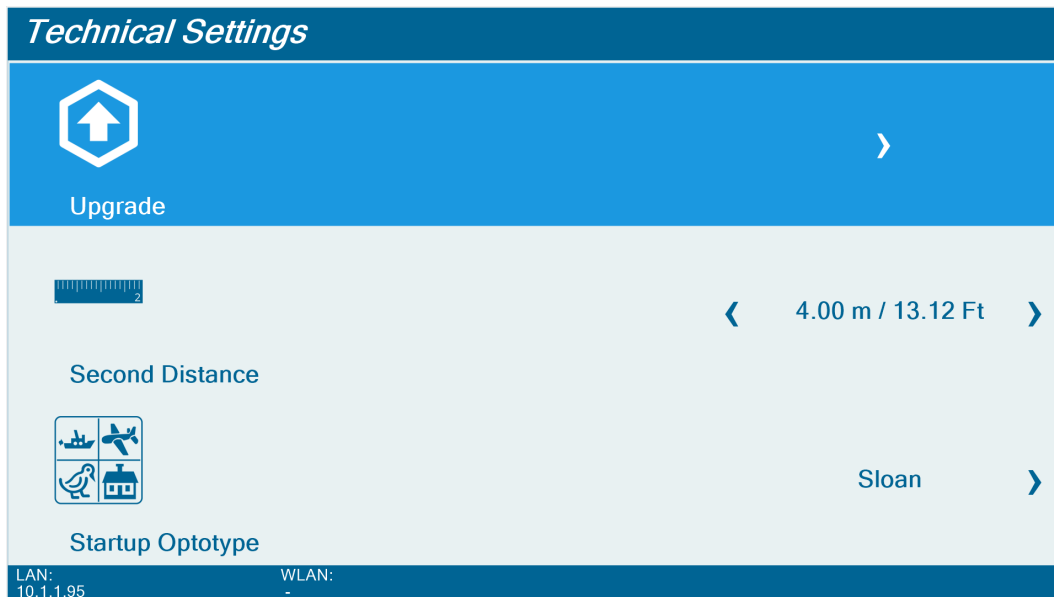 Technical Settings
Upgrade
2
4.00 m / 13.12 Ft
Second Distance
Sloan
Startup Optotype
LAN: WLAN:
10.1.1.95 -